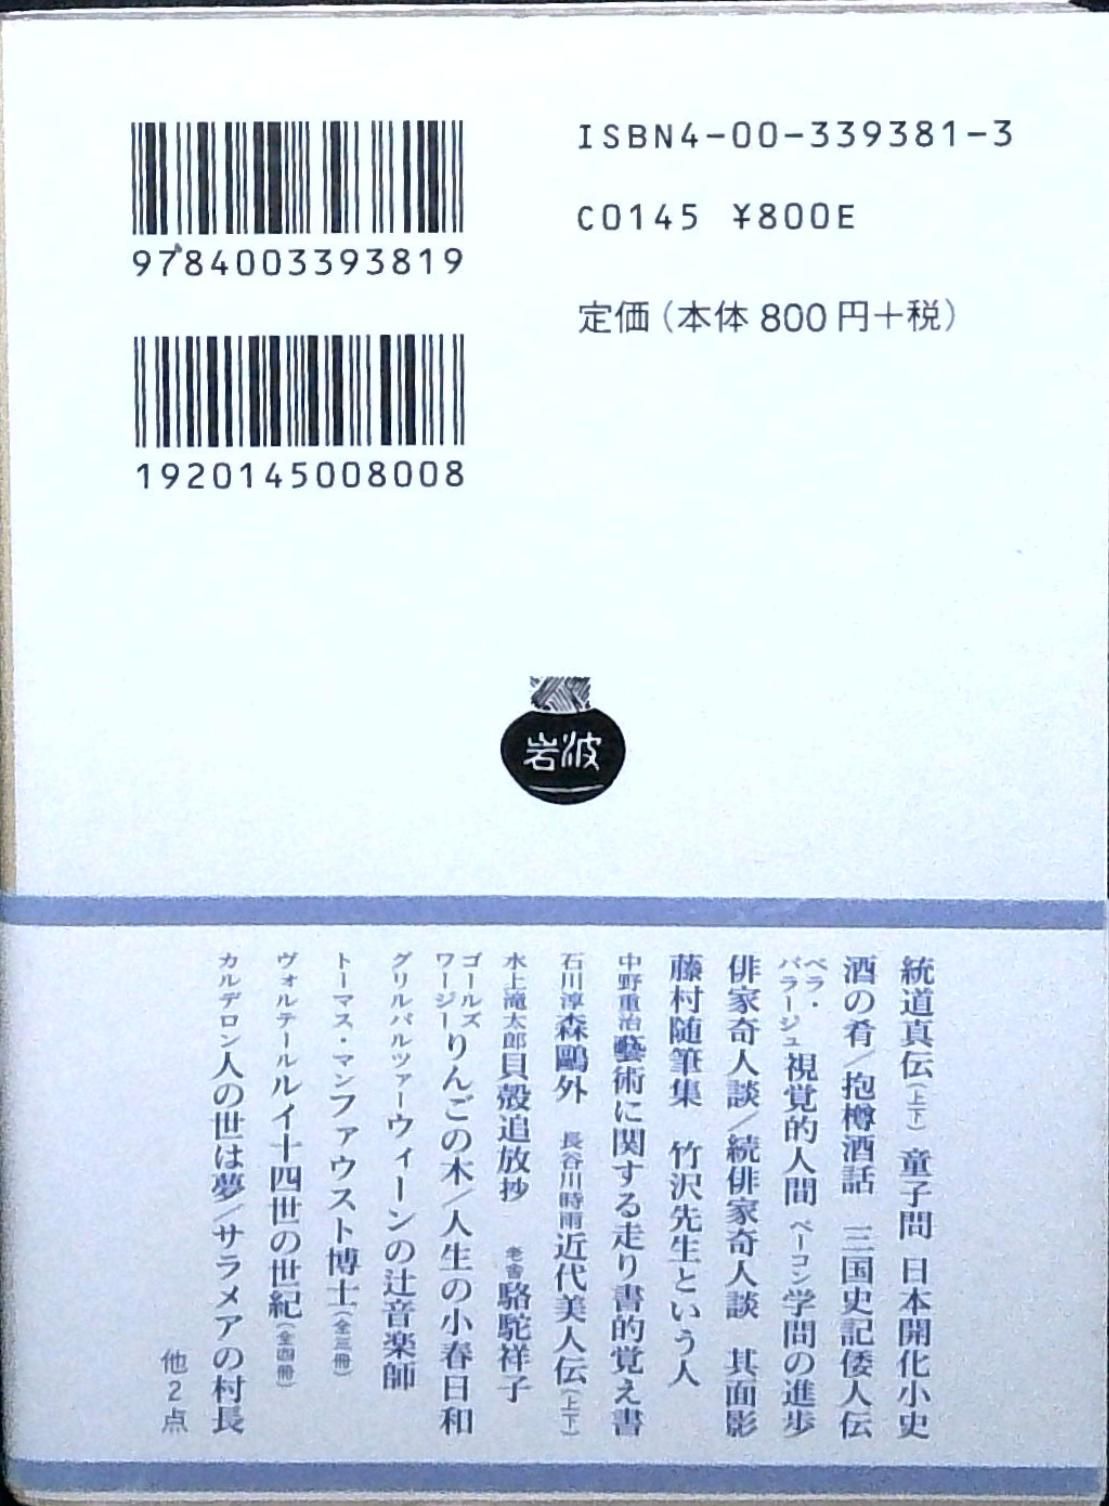 9784003393819
1920145008008
ISBN4-00-339381-3
C0145 ¥800E
定価(本体 800 円+税)
岩波
統道真伝(上下) 童子問 日本開化小史
酒の肴/抱樽酒話 三国史記倭人伝
ベラ・バラージュ 視覚的人間 ベーコン 学問の進歩
俳家奇人談/続俳家奇人談 其面影
藤村随筆集 竹沢先生という人
中野重治 藝術に関する走り書的覚え書
石川淳 森鷗外 長谷川時雨 近代美人伝(上下)
水上滝太郎 貝殻追放抄 老舎 駱駝祥子
ゴールズワージー りんごの木/人生の小春日和
グリルパルツァー ウィーンの辻音楽師
トーマス・マン ファウスト博士(全三冊)
ヴォルテール ルイ十四世の世紀(全四冊)
カルデロン 人の世は夢/サラメアの村長
他2点